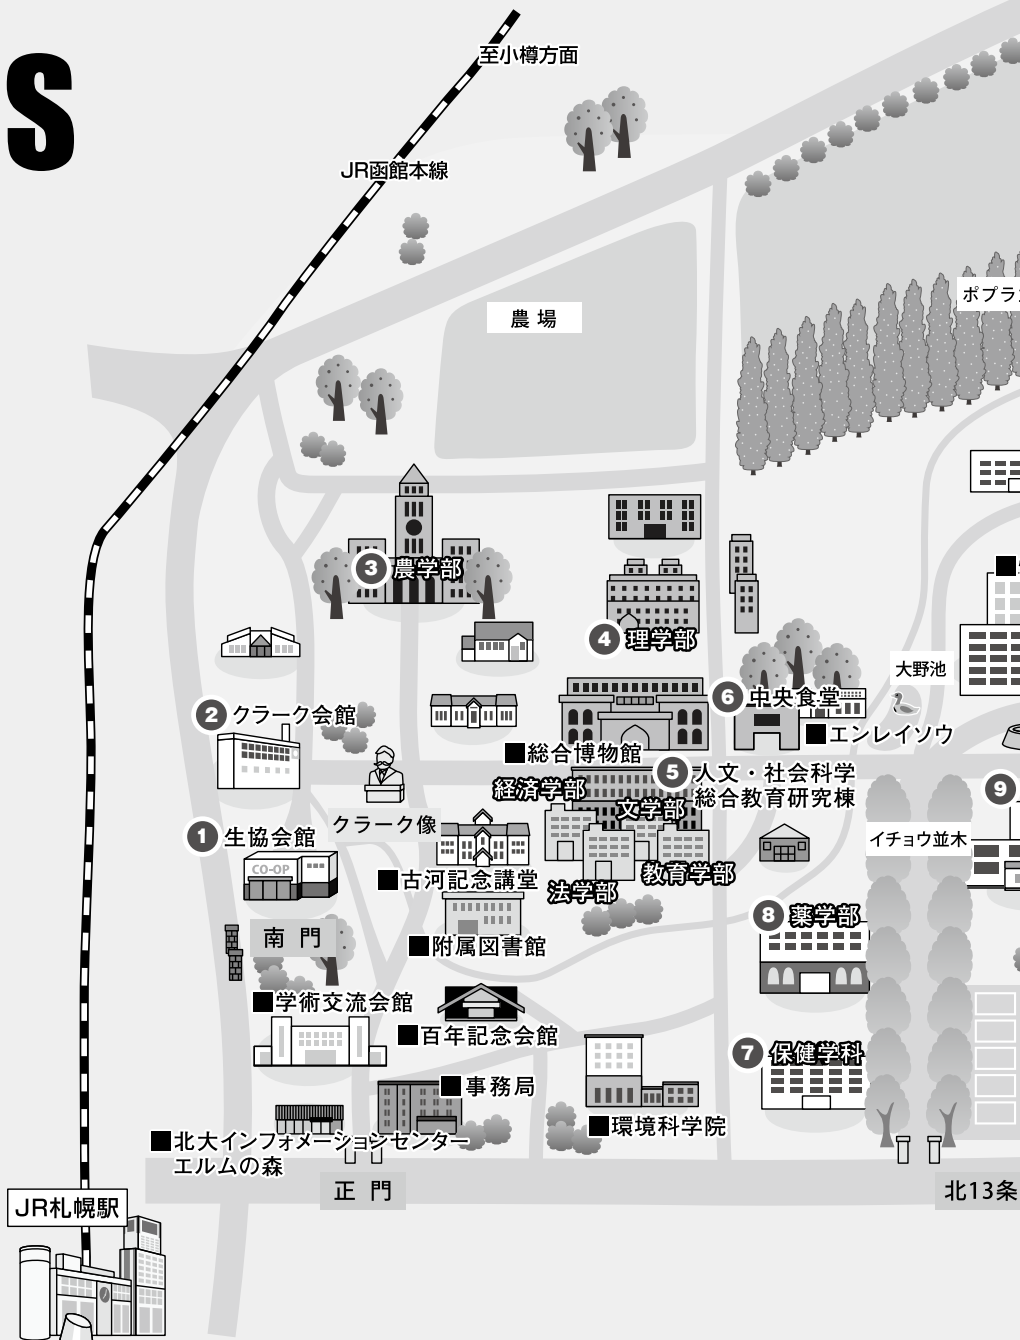 S
至小樽方面
JR函館本線
ポプラ
農場
3 農学部
4 理学部
大野池
2 クラーク会館
6 中央食堂
■エンレイソウ
■総合博物館
5 人文・社会科学
総合教育研究棟
経済学部
文学部
9
クラーク像
1 生協会館
CO-OP
イチョウ並木
教育学部
■古河記念講堂
法学部
8 薬学部
南門
■附属図書館
■学術交流会館
■百年記念会館
7 保健学科
■事務局
■環境科学院
■北大インフォメーションセンター
エルムの森
正門
北13条
JR札幌駅